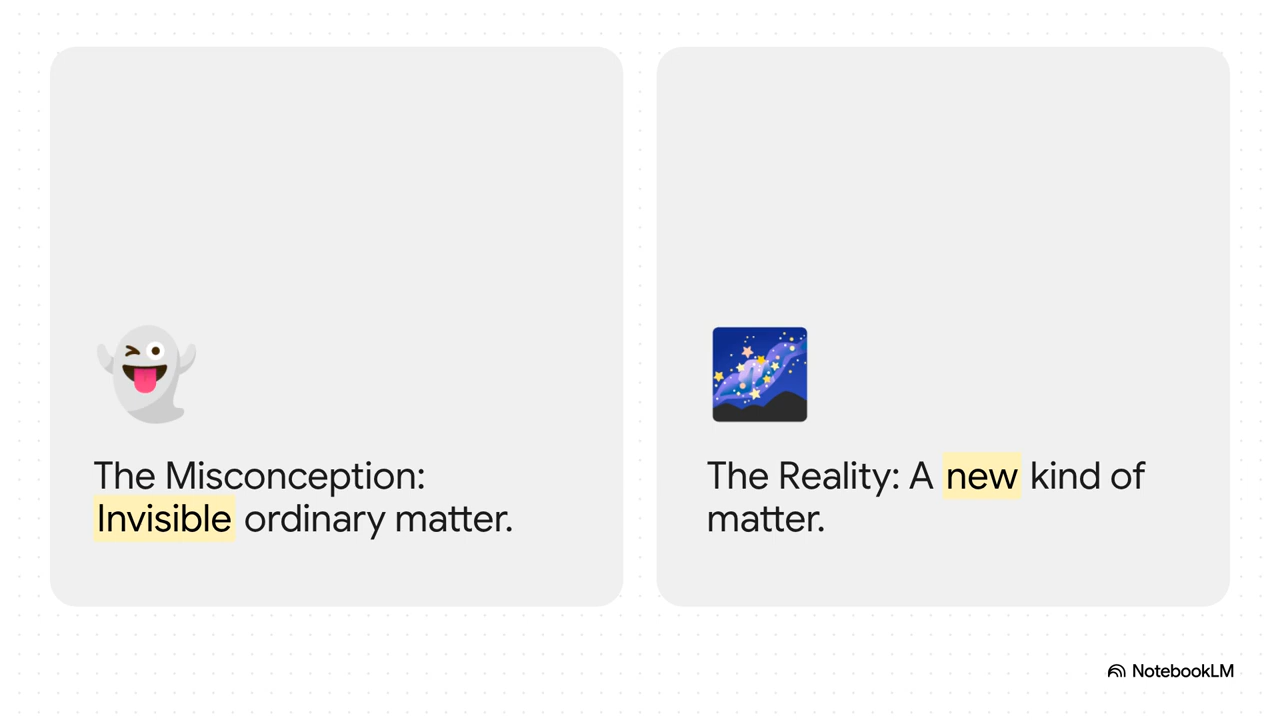 The Misconception:
Invisible ordinary matter.
The Reality: A new kind of
matter.
NotebookLM